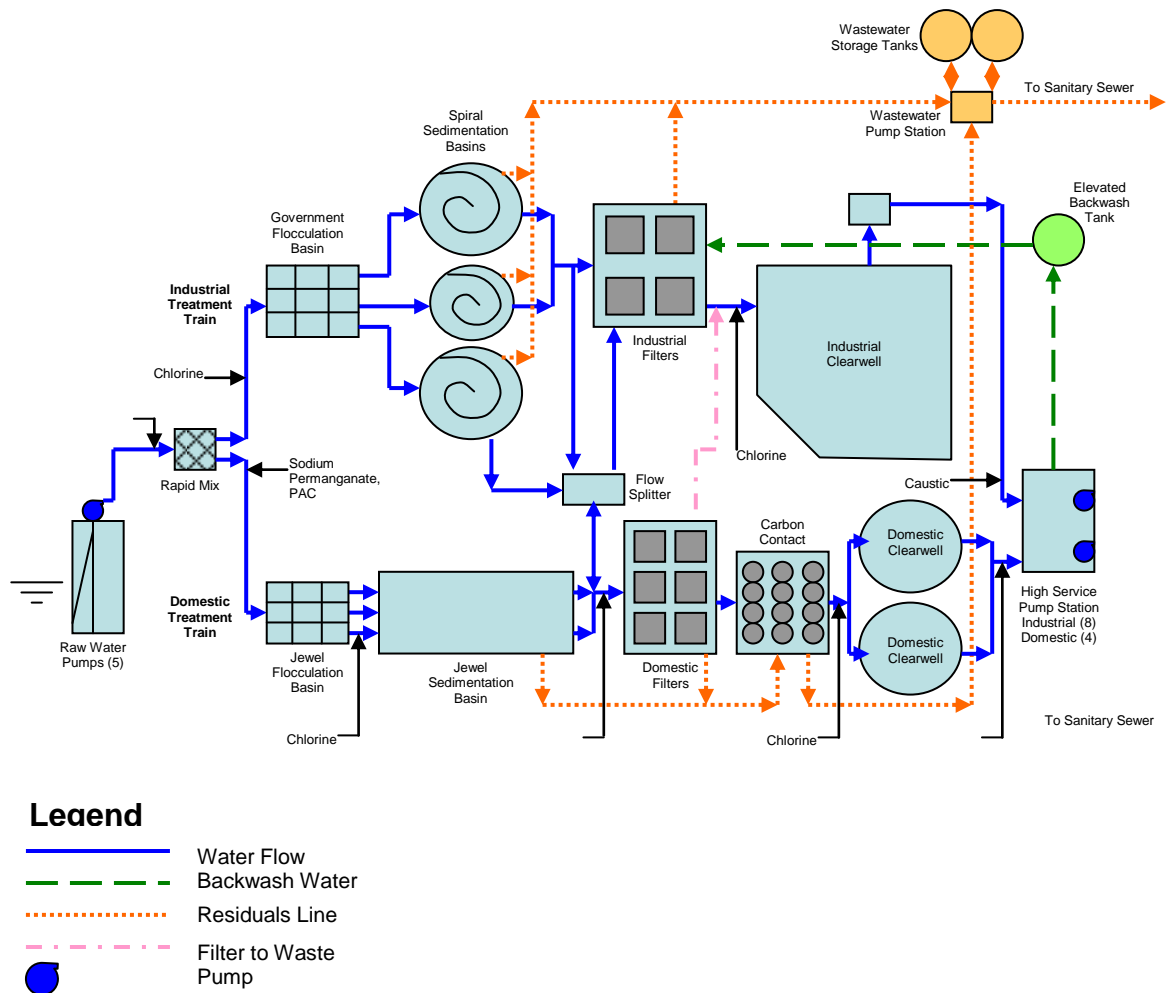 Wastewater
Storage Tanks
To Sanitary Sewer
Wastewater
Pump Station
Spiral
Sedimentation
Basins
Elevated
Backwash
Tank
Government
Flocculation
Basin
Industrial
Treatment
Train
Industrial
Filters
Industrial
Clearwell
Chlorine
Chlorine
Rapid Mix
Sodium
Permanganate,
PAC
Flow
Splitter
Caustic
Carbon
Contact
Domestic
Clearwell
Domestic
Clearwell
High Service
Pump Station
Industrial (8)
Domestic (4)
Domestic
Treatment
Train
Raw Water
Pumps (5)
Jewel
Flocculation
Basin
Jewel
Sedimentation
Basin
Domestic
Filters
To Sanitary Sewer
Chlorine
Chlorine
Legend
Water Flow
Backwash Water
Residuals Line
Filter to Waste
Pump